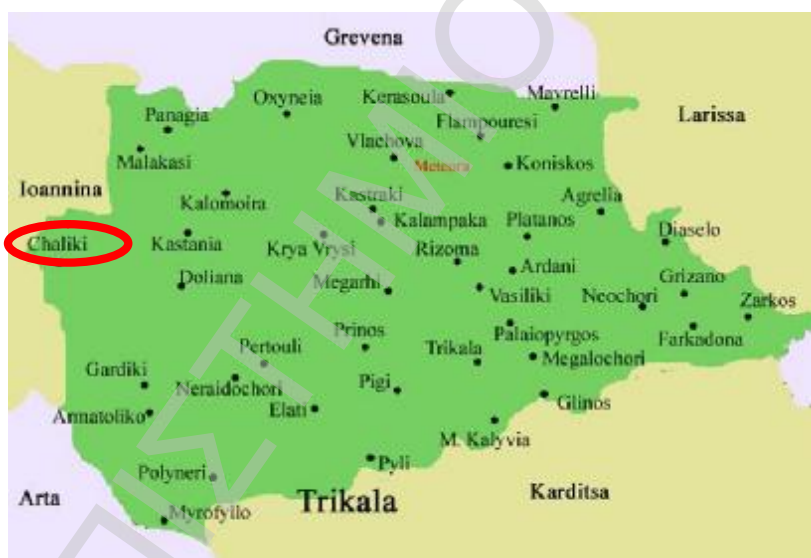 Grevena
Oxyneia
Kerasoula
Mavrelli
Panagia
Flampouresi
Larissa
Vlachova
Malakasi
Meteora
Koniskos
Ioannina
Kalomoira
Kastraki
Agrelia
Kalampaka
Platanos
Diaselo
Chaliki
Kastania
Krya Vrysi
Rizoma
Ardani
Doliana
Megarhi
Grizano
Vasiliki
Neochori
Zarkos
Prinos
Palaiopyrgos
Farkadona
Pertouli
Trikala
Megalochori
Gardiki
Neraidochori
Pigi
Glinos
Annatoliko
Elati
M. Kalyvia
Polyneri
Pyli
Arta
Trikala
Karditsa
Myrofyilo